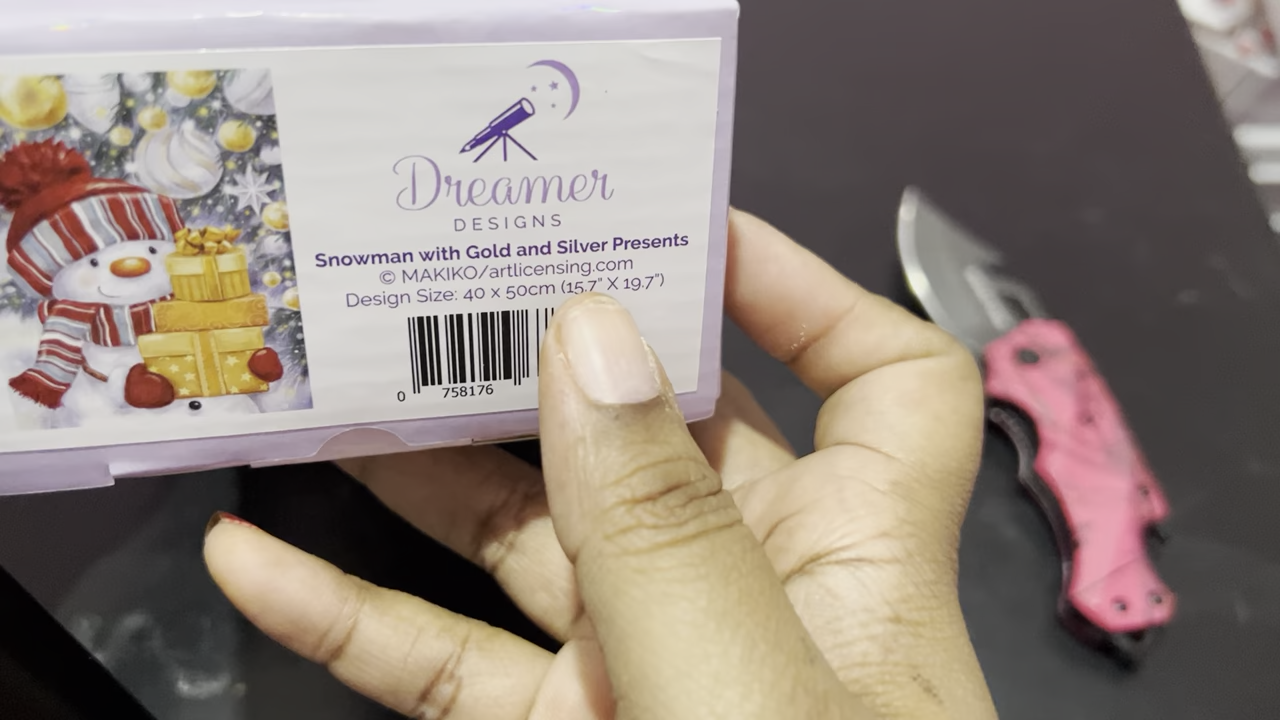 Dreamer
DESIGNS
Snowman with Gold and Silver Presents
© MAKIKO/artlicensing.com
Design Size: 40 x 50cm (15.7” X 19.7”)
0 758176